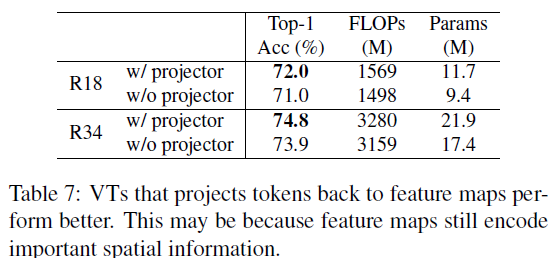 Top-1 FLOPs Params
Acc (%) (M) (M)
R18 w/ projector 72.0 1569 11.7
w/o projector 71.0 1498 9.4
R34 w/ projector 74.8 3280 21.9
w/o projector 73.9 3159 17.4
Table 7: VTs that projects tokens back to feature maps per-
form better. This may be because feature maps still encode
important spatial information.